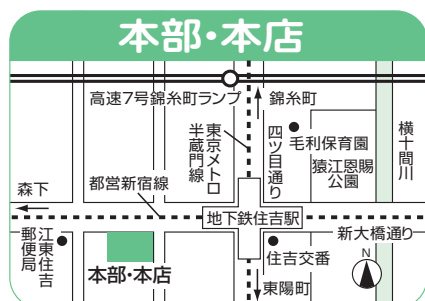 本部・本店
高速7号錦糸町ランプ
錦糸町
東京メトロ
半蔵門線
四ツ目通り
毛利保育園
猿江恩賜
公園
横十間川
森下
都営新宿線
地下鉄住吉駅
新大橋通り
江東住吉
郵便局
本部・本店
住吉交番
N
東陽町